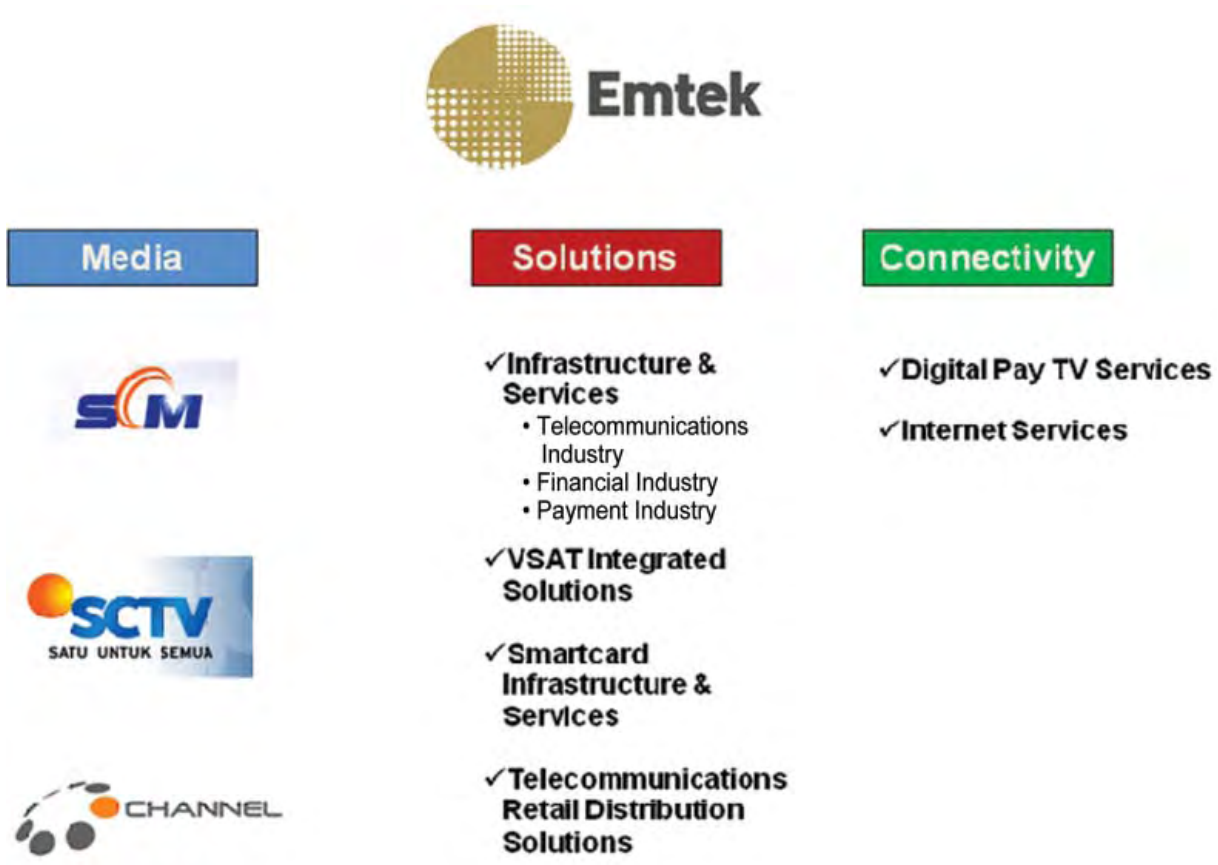 Emtek
Media
SCM
SCTV
SATU UNTUK SEMUA
CHANNEL
Solutions
✓Infrastructure &
Services
• Telecommunications
Industry
• Financial Industry
• Payment Industry
✓VSAT Integrated
Solutions
✓Smartcard
Infrastructure &
Services
✓Telecommunications
Retail Distribution
Solutions
Connectivity
✓Digital Pay TV Services
✓Internet Services